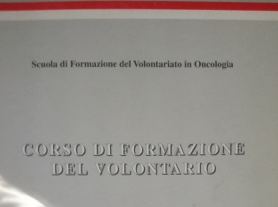 Scuola di Formazione del Volontariato in Oncologia
CORSO DI FORMAZIONE
DEL VOLONTARIO